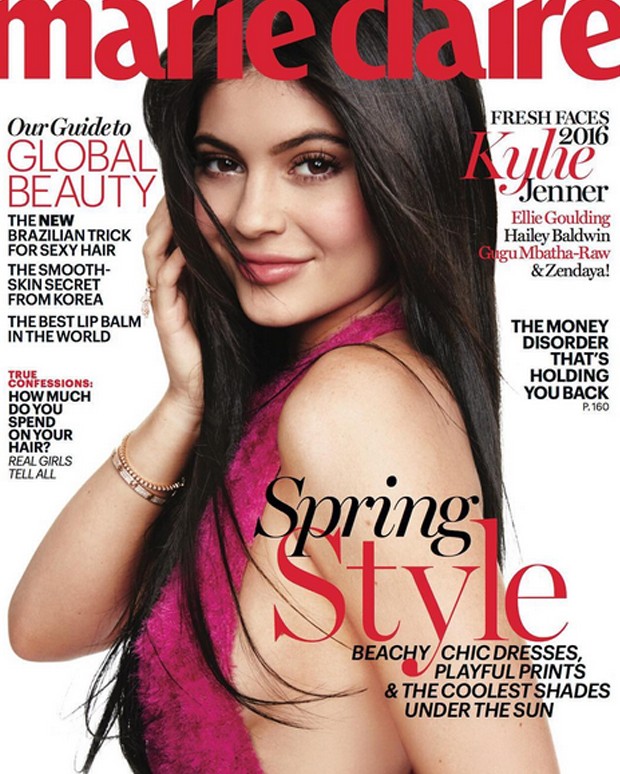 marie claire
Our Guide to
GLOBAL
BEAUTY
THE NEW
BRAZILIAN TRICK
FOR SEXY HAIR
THE SMOOTH-
SKIN SECRET
FROM KOREA
THE BEST LIP BALM
IN THE WORLD
TRUE
CONFESSIONS:
HOW MUCH
DO YOU
SPEND
ON YOUR
HAIR?
REAL GIRLS
TELL ALL
FRESH FACES
2016
Kylie
Jenner
Ellie Goulding
Hailey Baldwin
Gugu Mbatha-Raw
& Zendaya!
THE MONEY
DISORDER
THAT'S
HOLDING
YOU BACK
P. 160
Spring
Style
BEACHY CHIC DRESSES,
PLAYFUL PRINTS
& THE COOLEST SHADES
UNDER THE SUN